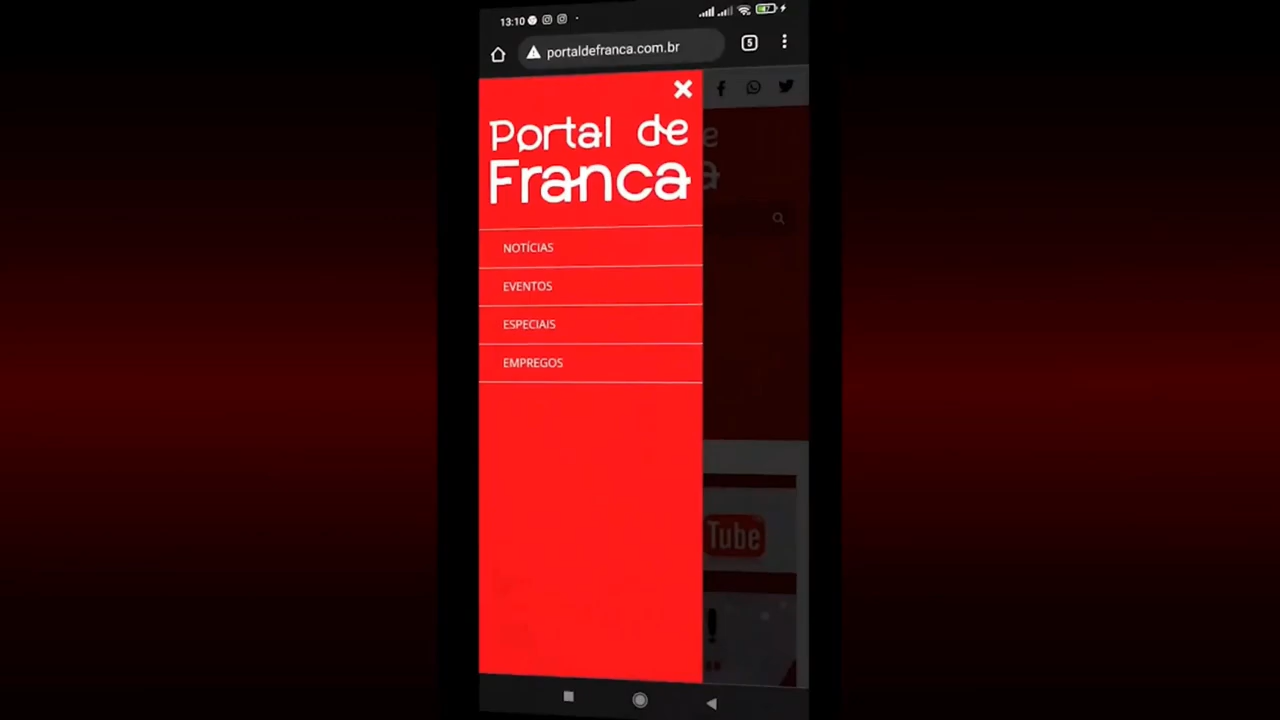 13:10
portaldefranca.com.br
5
Portal de
Franca
NOTÍCIAS
EVENTOS
ESPECIAIS
EMPREGOS
Tube
!